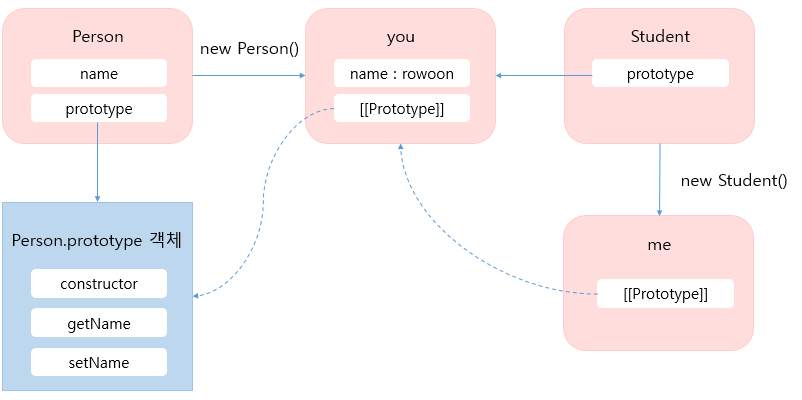 Person
name
prototype
new Person()
you
name : rowoon
[[Prototype]]
Student
prototype
new Student()
Person.prototype 객체
constructor
getName
setName
me
[[Prototype]]